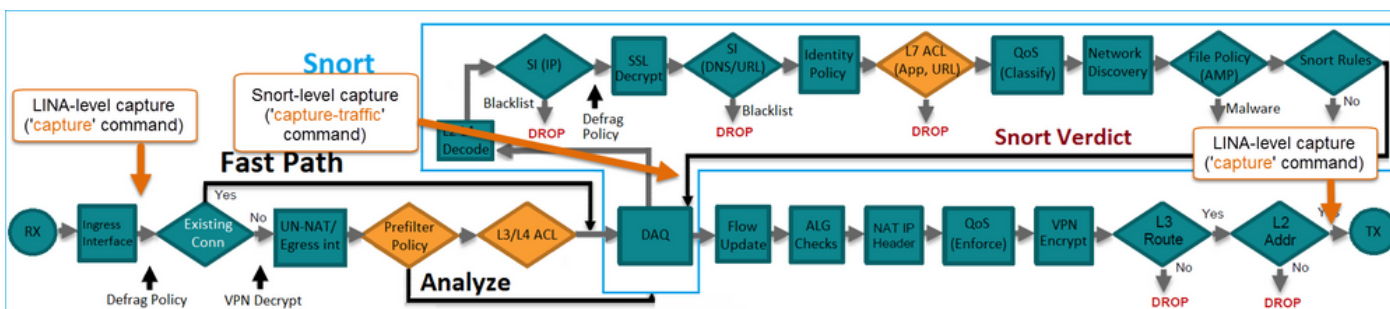 Snort
SI (IP)
SSL
Decrypt
SI
(DNS/URL)
Identity
Policy
L7 ACL
(App, URL)
QoS
(Classify)
Network
Discovery
File Policy
(AMP)
Snort Rules
LINA-level capture
('capture' command)
Snort-level capture
('capture-traffic'
command)
Blacklist
DROP
Defrag
Policy
Blacklist
DROP
DROP
Malware
No
Decode
Snort Verdict
LINA-level capture
('capture' command)
Fast Path
Yes
RX
Ingress
Interface
Existing
Conn
No
UN-NAT/
Egress int
Prefilter
Policy
L3/L4 ACL
DAQ
Flow
Update
ALG
Checks
NAT IP
Header
QoS
(Enforce)
VPN
Encrypt
L3
Route
Yes
L2
Addr
TX
Defrag Policy
VPN Decrypt
Analyze
No
DROP
No
DROP